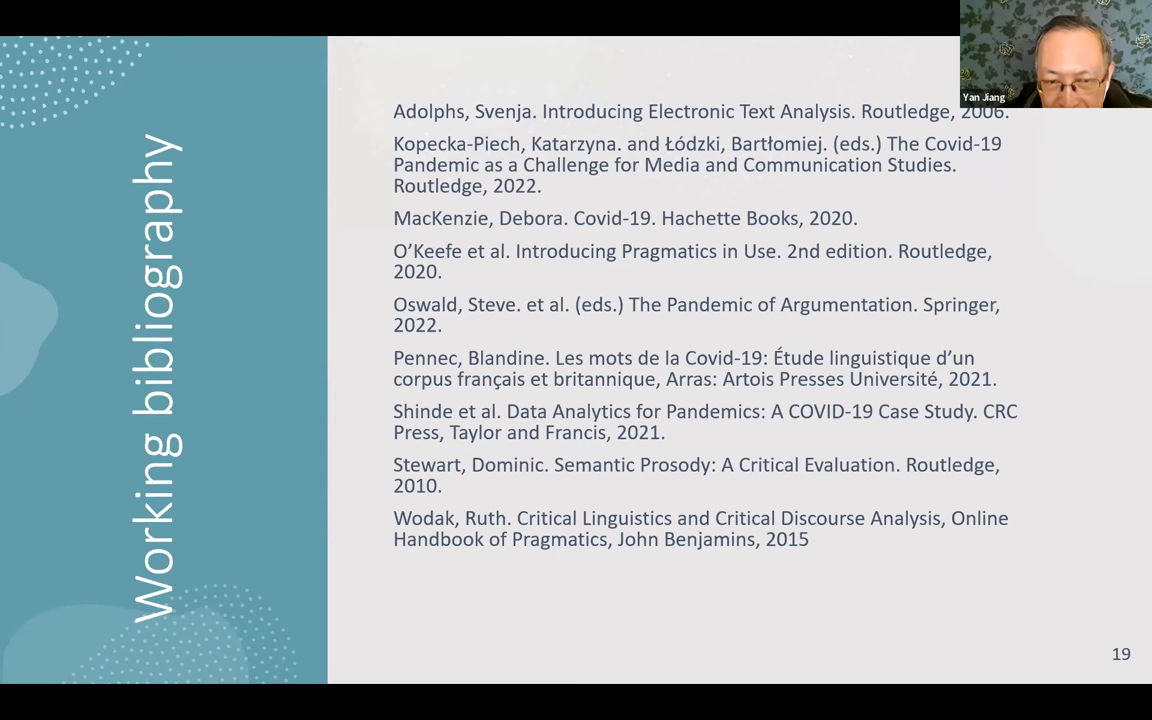 Working bibliography
Yan Jiang
Adolphs, Svenja. Introducing Electronic Text Analysis. Routledge, 2006.
Kopecka-Piech, Katarzyna. and Łódzki, Bartłomiej. (eds.) The Covid-19
Pandemic as a Challenge for Media and Communication Studies.
Routledge, 2022.
MacKenzie, Debora. Covid-19. Hachette Books, 2020.
O’Keefe et al. Introducing Pragmatics in Use. 2nd edition. Routledge,
2020.
Oswald, Steve. et al. (eds.) The Pandemic of Argumentation. Springer,
2022.
Pennec, Blandine. Les mots de la Covid-19: Étude linguistique d’un
corpus français et britannique, Arras: Artois Presses Université, 2021.
Shinde et al. Data Analytics for Pandemics: A COVID-19 Case Study. CRC
Press, Taylor and Francis, 2021.
Stewart, Dominic. Semantic Prosody: A Critical Evaluation. Routledge,
2010.
Wodak, Ruth. Critical Linguistics and Critical Discourse Analysis, Online
Handbook of Pragmatics, John Benjamins, 2015
19